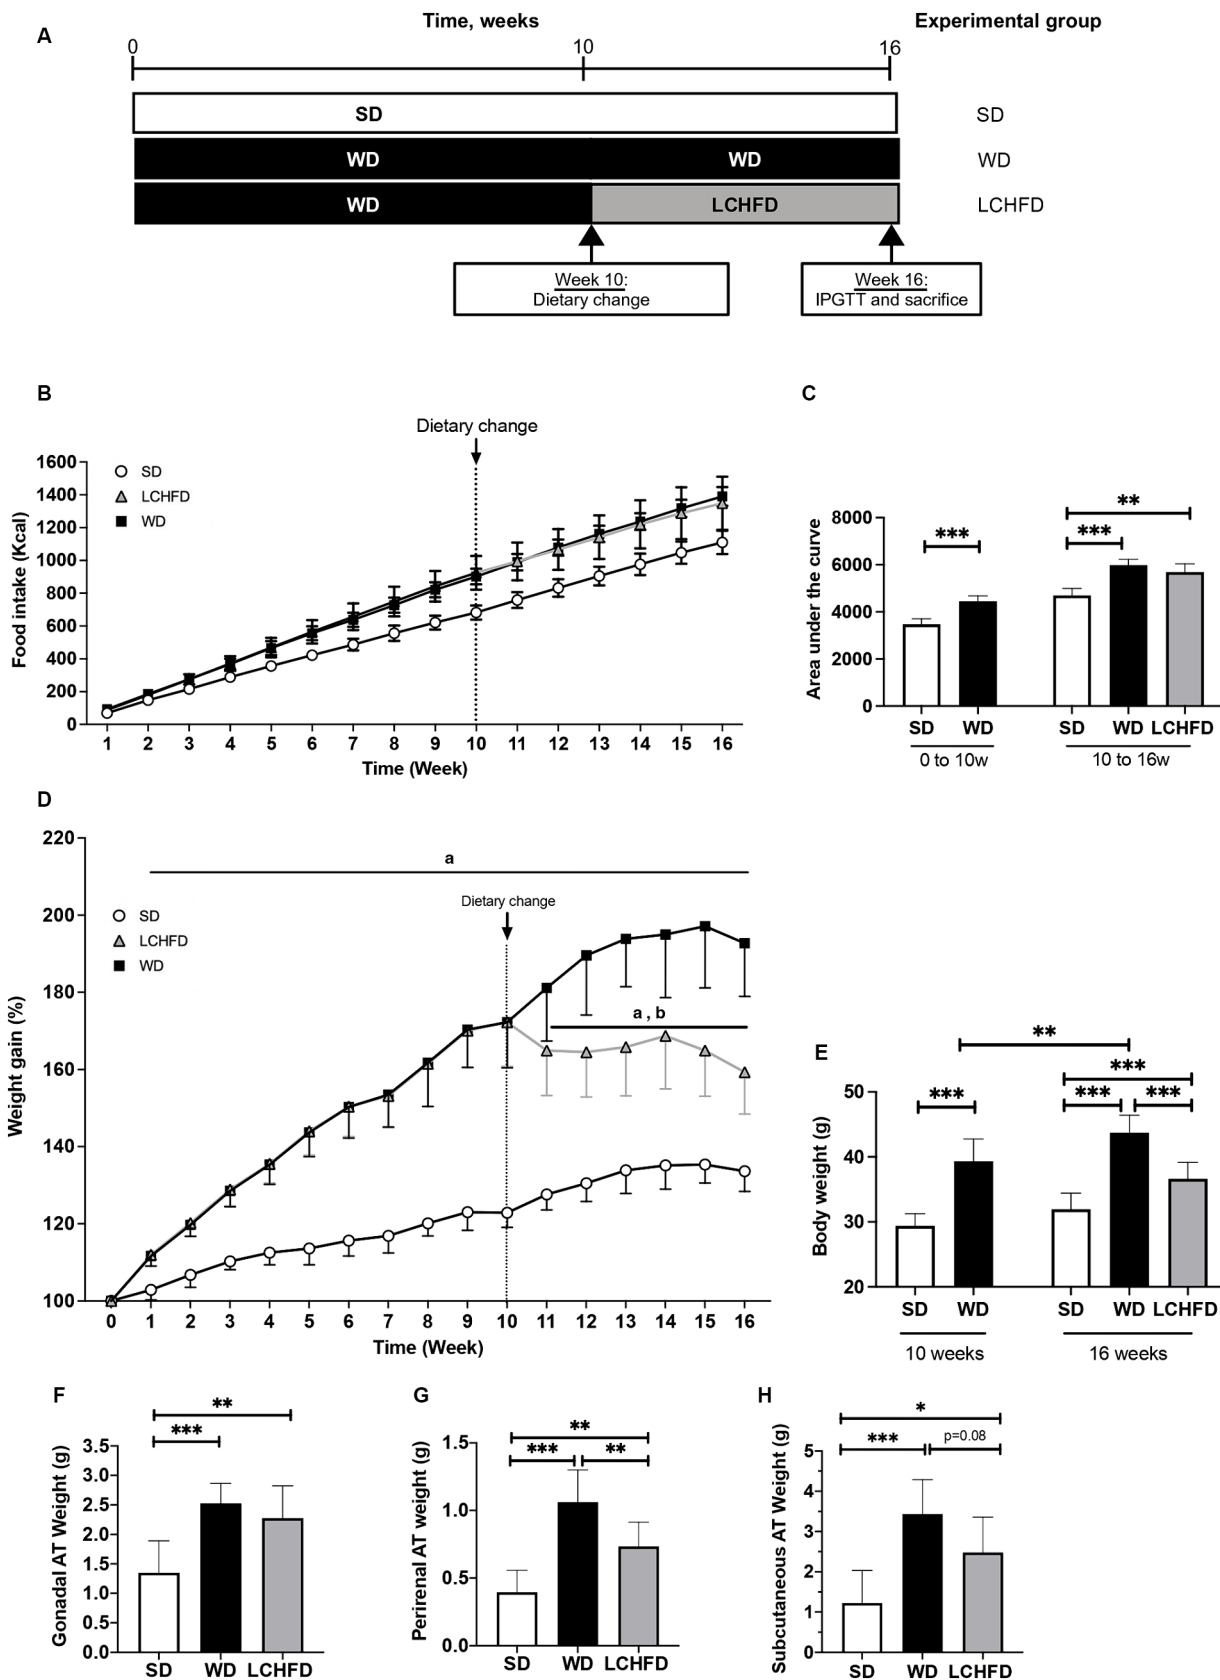 A
Time, weeks
Experimental group
0
10
16
SD
SD
WD
WD
WD
WD
LCHFD
LCHFD
Week 10:
Dietary change
Week 16:
IPGTT and sacrifice
B
Dietary change
Food intake (Kcal)
1600
1400
1200
1000
800
600
400
200
0
SD
LCHFD
WD
1 2 3 4 5 6 7 8 9 10 11 12 13 14 15 16
Time (Week)
C
Area under the curve
8000
6000
4000
2000
0
***
***
**
SD WD SD WD LCHFD
0 to 10w 10 to 16w
D
Weight gain (%)
220
200
180
160
140
120
100
a
Dietary change
SD
LCHFD
WD
a , b
0 1 2 3 4 5 6 7 8 9 10 11 12 13 14 15 16
Time (Week)
E
Body weight (g)
50
40
30
20
**
***
***
*** ***
SD WD SD WD LCHFD
10 weeks 16 weeks
F
Gonadal AT Weight (g)
3.5
3.0
2.5
2.0
1.5
1.0
0.5
0.0
**
***
SD WD LCHFD
G
Perirenal AT weight (g)
1.5
1.0
0.5
0.0
**
*** **
SD WD LCHFD
H
Subcutaneous AT Weight (g)
5
4
3
2
1
0
*
*** p=0.08
SD WD LCHFD